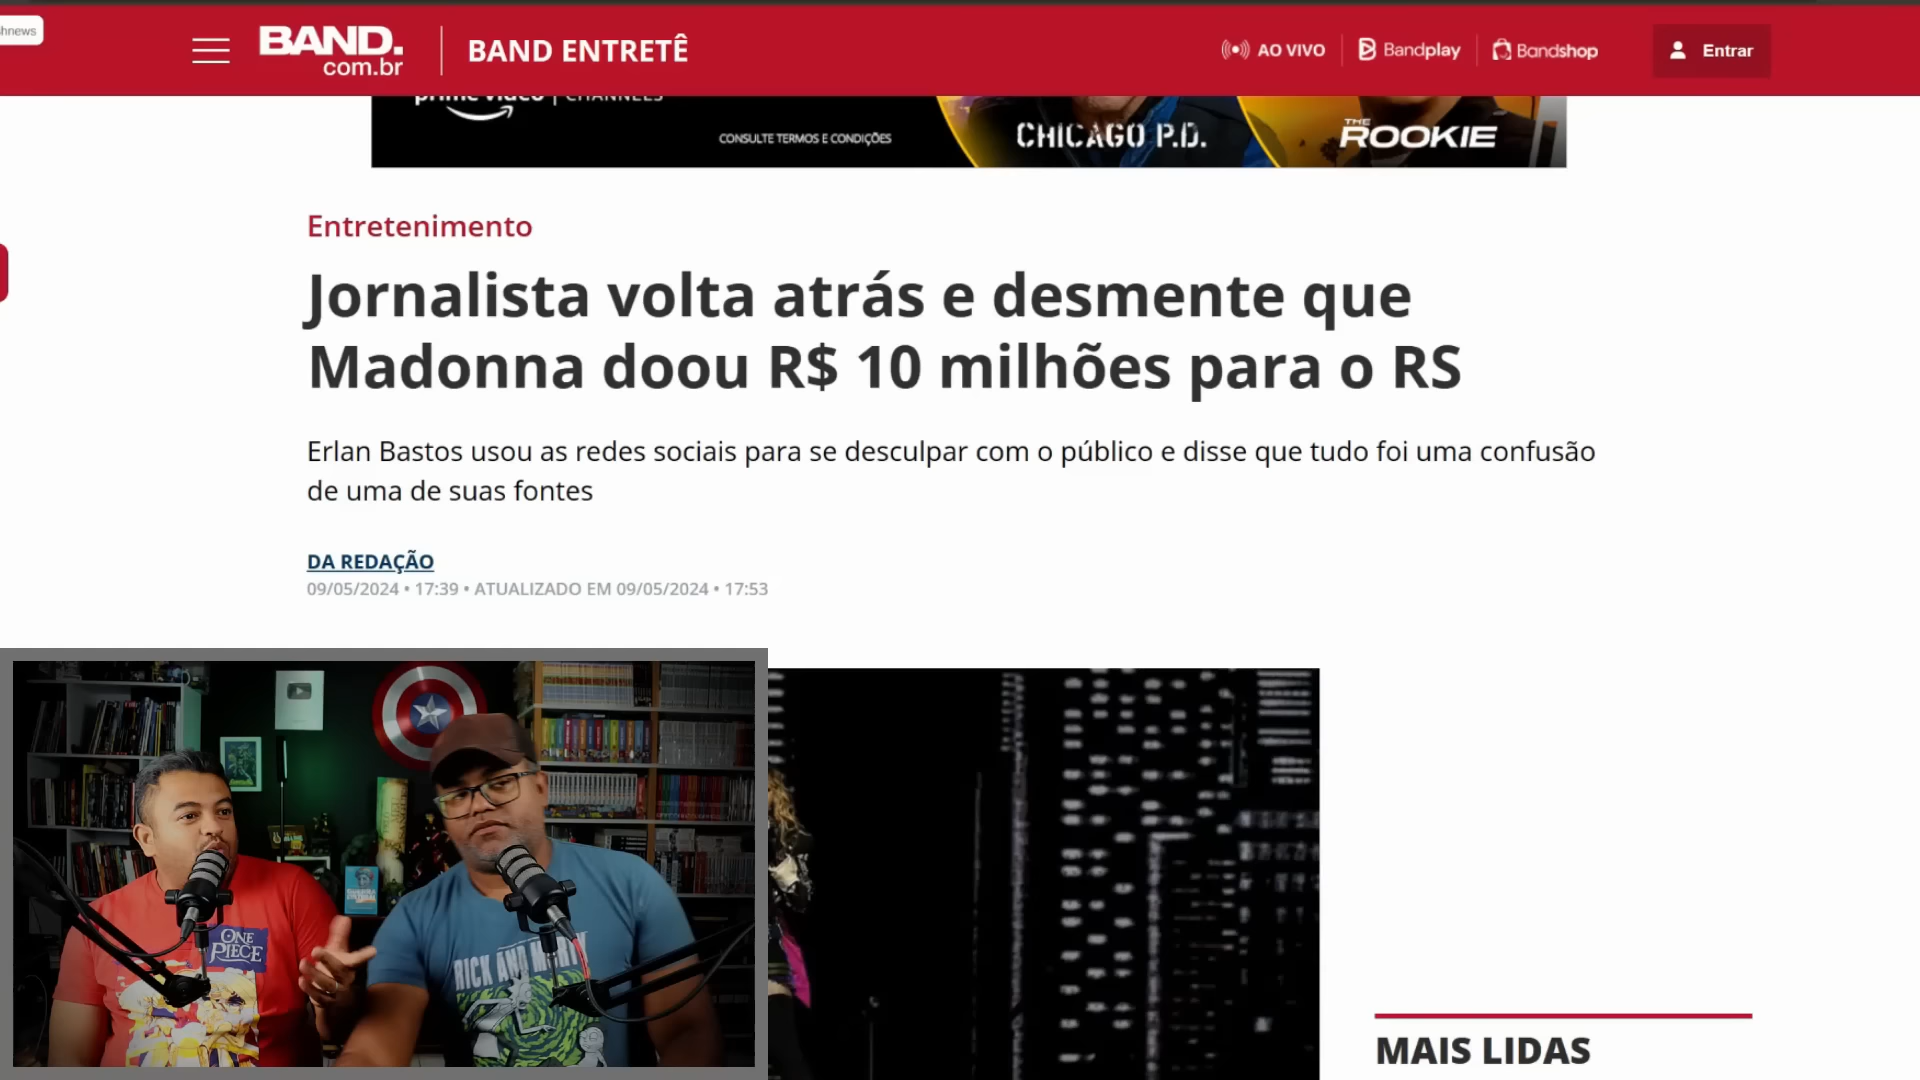 hnews
BAND.
com.br
BAND ENTRETÊ
AO VIVO
Bandplay
Bandshop
Entrar
prime video | CHANNELS
CONSULTE TERMOS E CONDIÇÕES
CHICAGO P.D.
THE
ROOKIE
Entretenimento
Jornalista volta atrás e desmente que
Madonna doou R$ 10 milhões para o RS
Erlan Bastos usou as redes sociais para se desculpar com o público e disse que tudo foi uma confusão
de uma de suas fontes
DA REDAÇÃO
09/05/2024 • 17:39 • ATUALIZADO EM 09/05/2024 • 17:53
ONE
PIECE
RICK AND MORTY
MAIS LIDAS